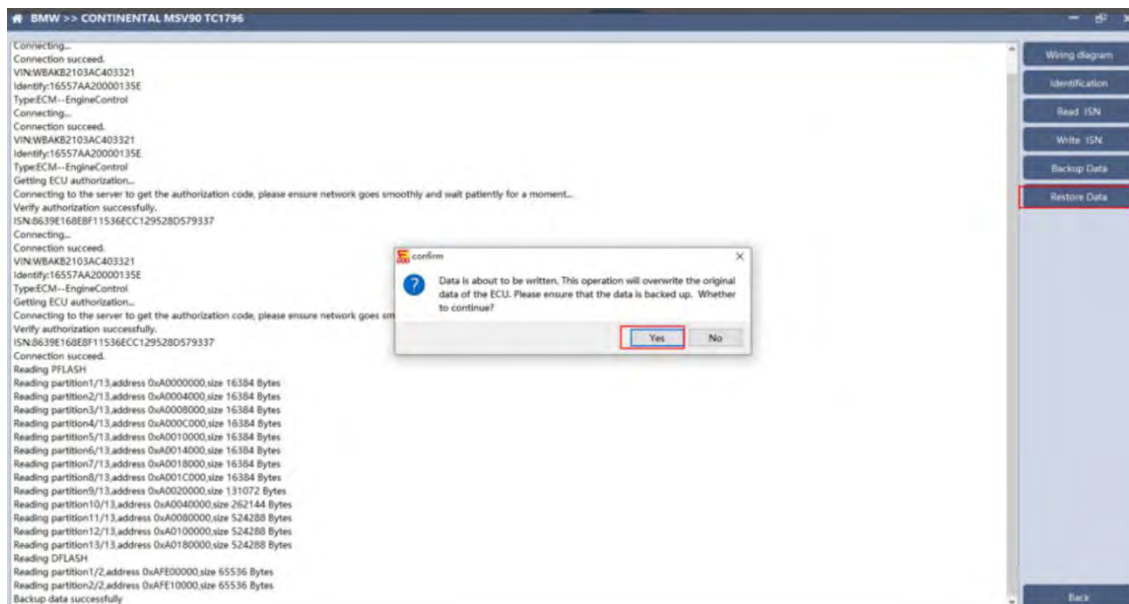 BMW >> CONTINENTAL MSV90 TC1796
Connecting...
Connection succeed.
VIN:WBAKB2103AC403321
Identify:16557AA20000135E
Type:ECM--EngineControl
Connecting...
Connection succeed.
VIN:WBAKB2103AC403321
Identify:16557AA20000135E
Type:ECM--EngineControl
Getting ECU authorization...
Connecting to the server to get the authorization code, please ensure network goes smoothly and wait patiently for a moment...
Verify authorization successfully.
ISN:8639E168E8F11536ECC129528D579337
Connecting...
Connection succeed.
VIN:WBAKB2103AC403321
Identify:16557AA20000135E
Type:ECM--EngineControl
Getting ECU authorization...
Connecting to the server to get the authorization code, please ensure network goes sm
Verify authorization successfully.
ISN:8639E168E8F11536ECC129528D579337
Connection succeed.
Reading PFLASH
Reading partition1/13,address 0xA0000000,size 16384 Bytes
Reading partition2/13,address 0xA0004000,size 16384 Bytes
Reading partition3/13,address 0xA0008000,size 16384 Bytes
Reading partition4/13,address 0xA000C000,size 16384 Bytes
Reading partition5/13,address 0xA0010000,size 16384 Bytes
Reading partition6/13,address 0xA0014000,size 16384 Bytes
Reading partition7/13,address 0xA0018000,size 16384 Bytes
Reading partition8/13,address 0xA001C000,size 16384 Bytes
Reading partition9/13,address 0xA0020000,size 131072 Bytes
Reading partition10/13,address 0xA0040000,size 262144 Bytes
Reading partition11/13,address 0xA0080000,size 524288 Bytes
Reading partition12/13,address 0xA0100000,size 524288 Bytes
Reading partition13/13,address 0xA0180000,size 524288 Bytes
Reading DFLASH
Reading partition1/2,address 0xAFE00000,size 65536 Bytes
Reading partition2/2,address 0xAFE10000,size 65536 Bytes
Backup data successfully
confirm
Data is about to be written, This operation will overwrite the original
data of the ECU. Please ensure that the data is backed up. Whether
to continue?
Yes
No
Wiring diagram
Identification
Read ISN
Write ISN
Backup Data
Restore Data
Back